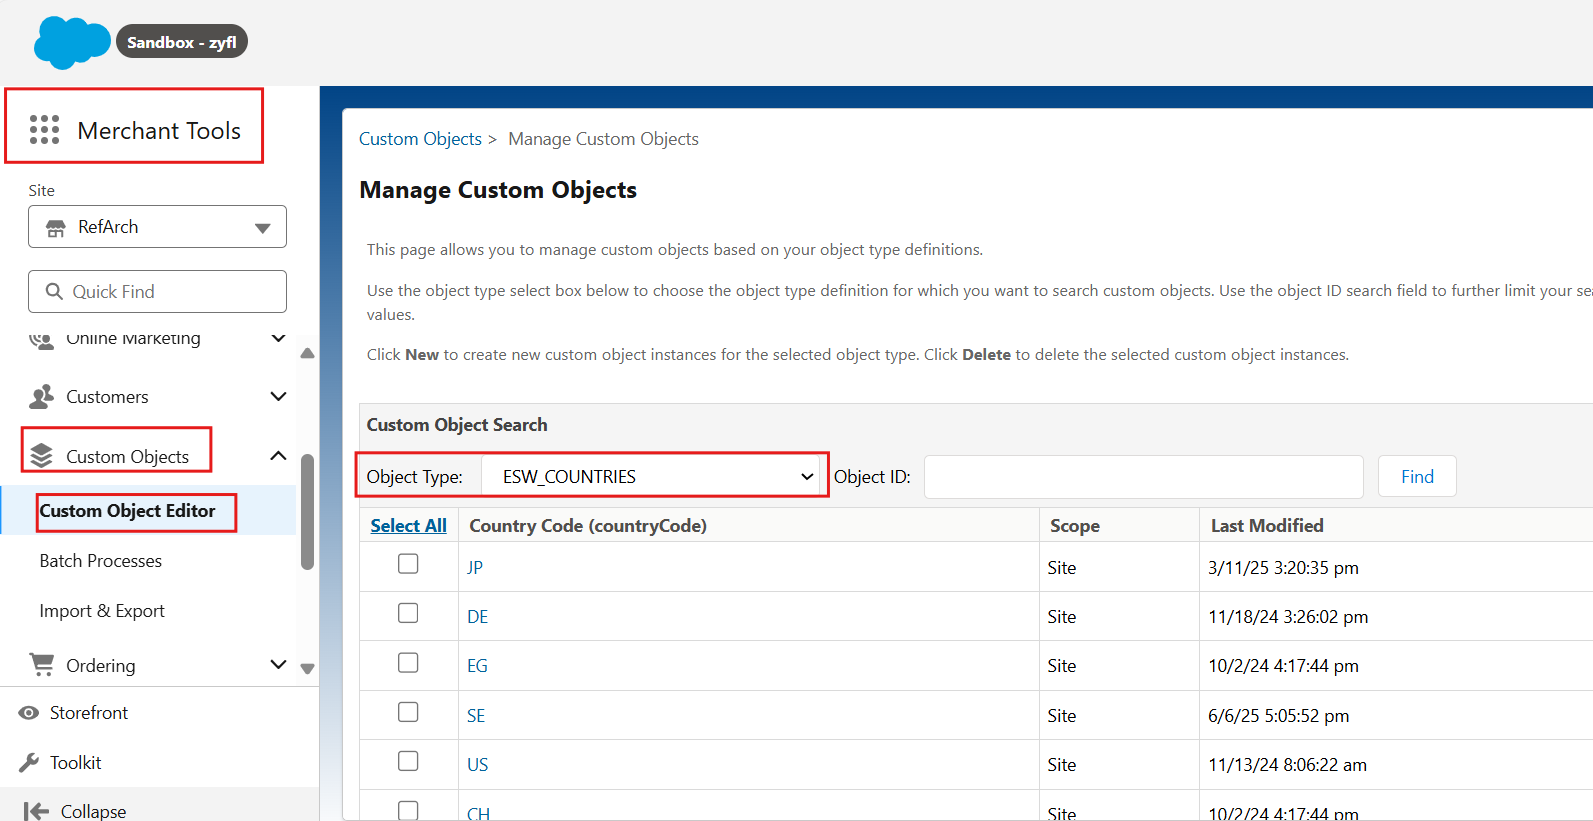 Sandbox - zyfl
Merchant Tools
Site
RefArch
Quick Find
Online Marketing
Customers
Custom Objects
Custom Object Editor
Batch Processes
Import & Export
Ordering
Storefront
Toolkit
Collapse
Custom Objects > Manage Custom Objects
Manage Custom Objects
This page allows you to manage custom objects based on your object type definitions.
Use the object type select box below to choose the object type definition for which you want to search custom objects. Use the object ID search field to further limit your
values.
Click New to create new custom object instances for the selected object type. Click Delete to delete the selected custom object instances.
Custom Object Search
Object Type: ESW_COUNTRIES Object ID: Find
Select All Country Code (countryCode) Scope Last Modified
JP Site 3/11/25 3:20:35 pm
DE Site 11/18/24 3:26:02 pm
EG Site 10/2/24 4:17:44 pm
SE Site 6/6/25 5:05:52 pm
US Site 11/13/24 8:06:22 am
CH Site 10/2/24 4:17:44 pm